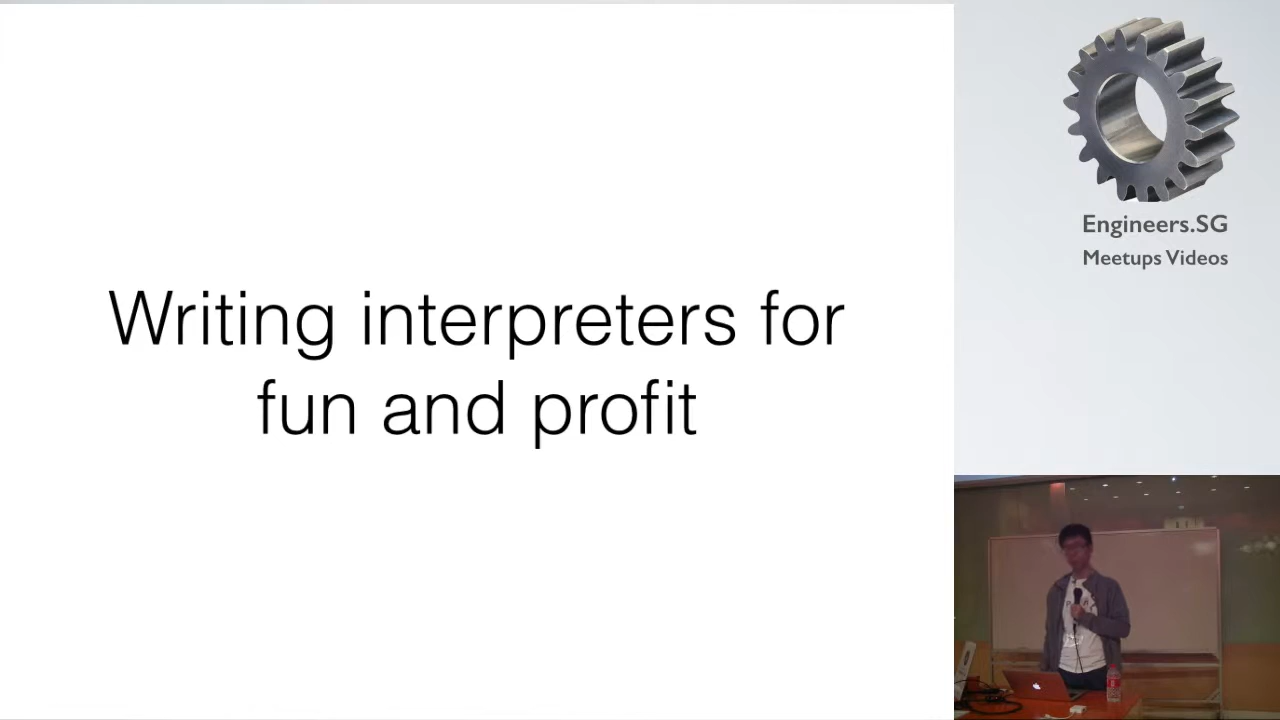 Writing interpreters for
fun and profit
Engineers.SG
Meetups Videos